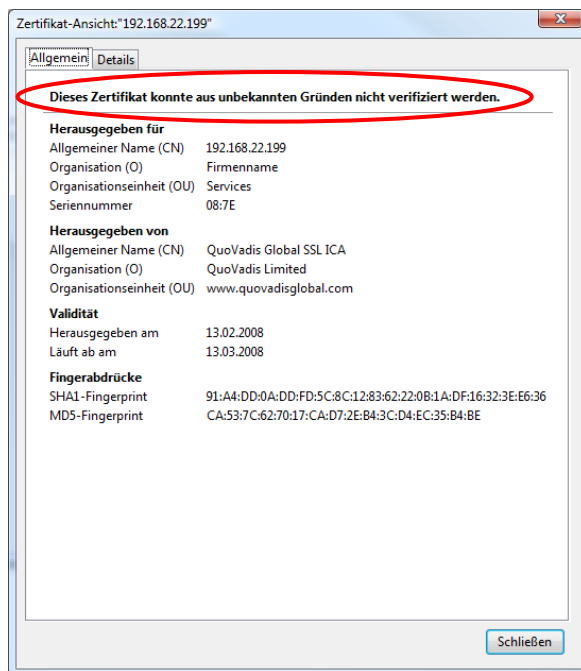 Zertifikat-Ansicht:"192.168.22.199"
Allgemein Details
Dieses Zertifikat konnte aus unbekannten Gründen nicht verifiziert werden.
Herausgegeben für
Allgemeiner Name (CN) 192.168.22.199
Organisation (O) Firmenname
Organisationseinheit (OU) Services
Seriennummer 08:7E
Herausgegeben von
Allgemeiner Name (CN) QuoVadis Global SSL ICA
Organisation (O) QuoVadis Limited
Organisationseinheit (OU) www.quovadisglobal.com
Validität
Herausgegeben am 13.02.2008
Läuft ab am 13.03.2008
Fingerabdrücke
SHA1-Fingerprint 91:A4:DD:0A:DD:FD:5C:8C:12:83:62:22:0B:1A:DF:16:32:3E:E6:36
MD5-Fingerprint CA:53:7C:62:70:17:CA:D7:2E:B4:3C:D4:EC:35:B4:BE
Schließen